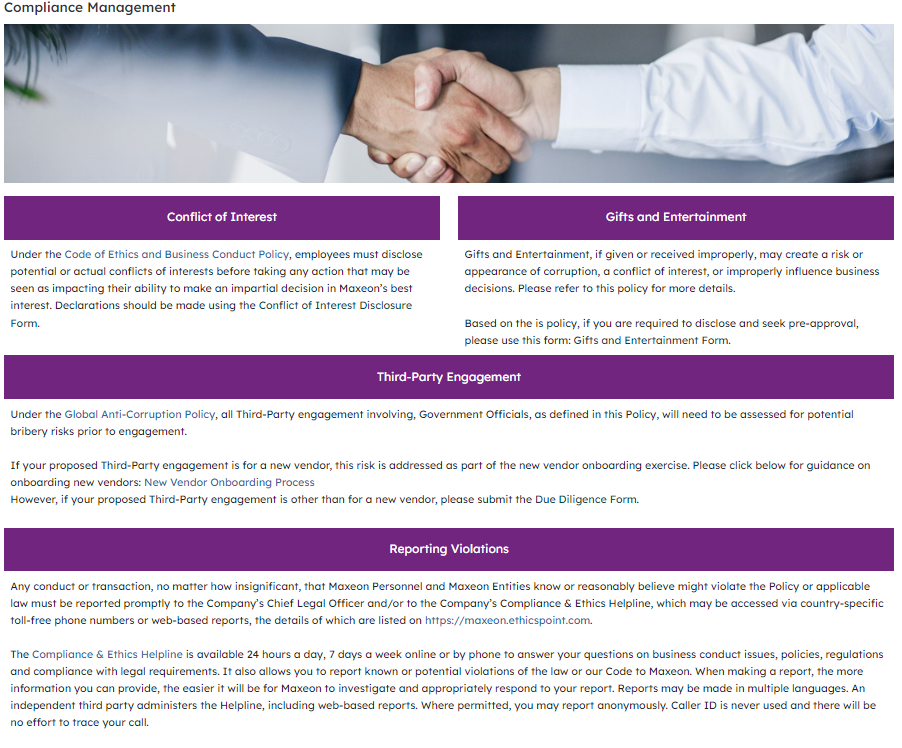 Compliance Management
Conflict of Interest
Under the Code of Ethics and Business Conduct Policy, employees must disclose
potential or actual conflicts of interests before taking any action that may be
seen as impacting their ability to make an impartial decision in Maxeon's best
interest. Declarations should be made using the Conflict of Interest Disclosure
Form.
Gifts and Entertainment
Gifts and Entertainment, if given or received improperly, may create a risk or
appearance of corruption, a conflict of interest, or improperly influence business
decisions. Please refer to this policy for more details.
Based on the is policy, if you are required to disclose and seek pre-approval,
please use this form: Gifts and Entertainment Form.
Third-Party Engagement
Under the Global Anti-Corruption Policy, all Third-Party engagement involving, Government Officials, as defined in this Policy, will need to be assessed for potential
bribery risks prior to engagement.
If your proposed Third-Party engagement is for a new vendor, this risk is addressed as part of the new vendor onboarding exercise. Please click below for guidance on
onboarding new vendors: New Vendor Onboarding Process
However, if your proposed Third-Party engagement is other than for a new vendor, please submit the Due Diligence Form.
Reporting Violations
Any conduct or transaction, no matter how insignificant, that Maxeon Personnel and Maxeon Entities know or reasonably believe might violate the Policy or applicable
law must be reported promptly to the Company's Chief Legal Officer and/or to the Company's Compliance & Ethics Helpline, which may be accessed via country-specific
toll-free phone numbers or web-based reports, the details of which are listed on https://maxeon.ethicspoint.com.
The Compliance & Ethics Helpline is available 24 hours a day, 7 days a week online or by phone to answer your questions on business conduct issues, policies, regulations
and compliance with legal requirements. It also allows you to report known or potential violations of the law or our Code to Maxeon. When making a report, the more
information you can provide, the easier it will be for Maxeon to investigate and appropriately respond to your report. Reports may be made in multiple languages. An
independent third party administers the Helpline, including web-based reports. Where permitted, you may report anonymously. Caller ID is never used and there will be
no effort to trace your call.